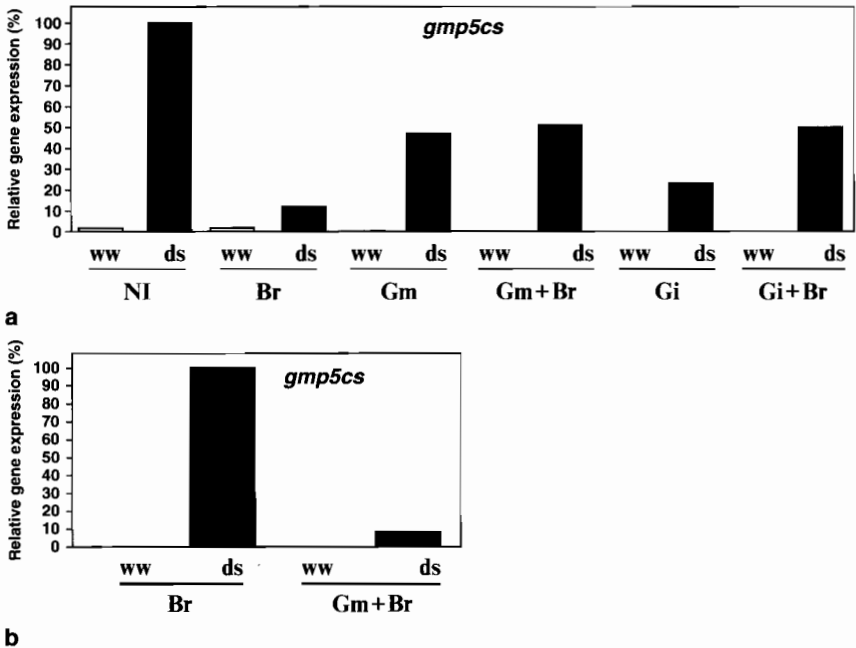 gmp5cs
Relative gene expression (%)
100
90
80
70
60
50
40
30
20
10
0
ww ds ww ds ww ds ww ds ww ds ww ds
NI Br Gm Gm+Br Gi Gi+Br
a
gmp5cs
Relative gene expression (%)
100
90
80
70
60
50
40
30
20
10
0
ww ds ww ds
Br Gm+Br
b